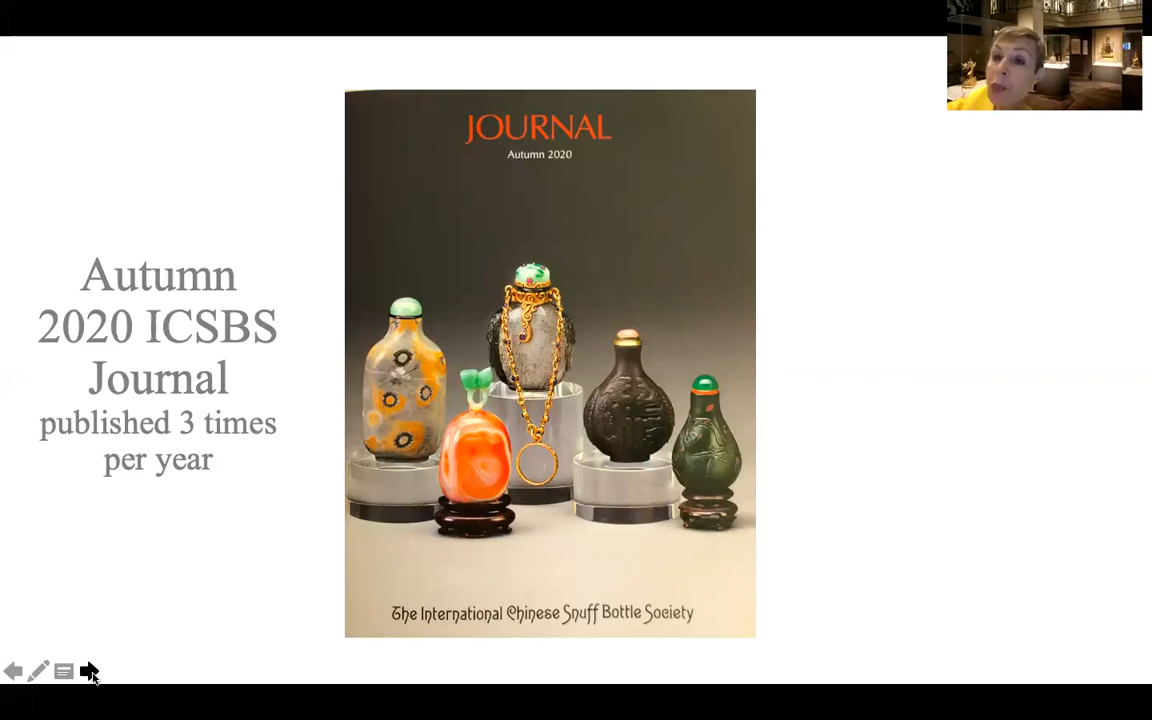 Autumn
2020 ICSBS
Journal
published 3 times
per year
JOURNAL
Autumn 2020
The International Chinese Snuff Bottle Society